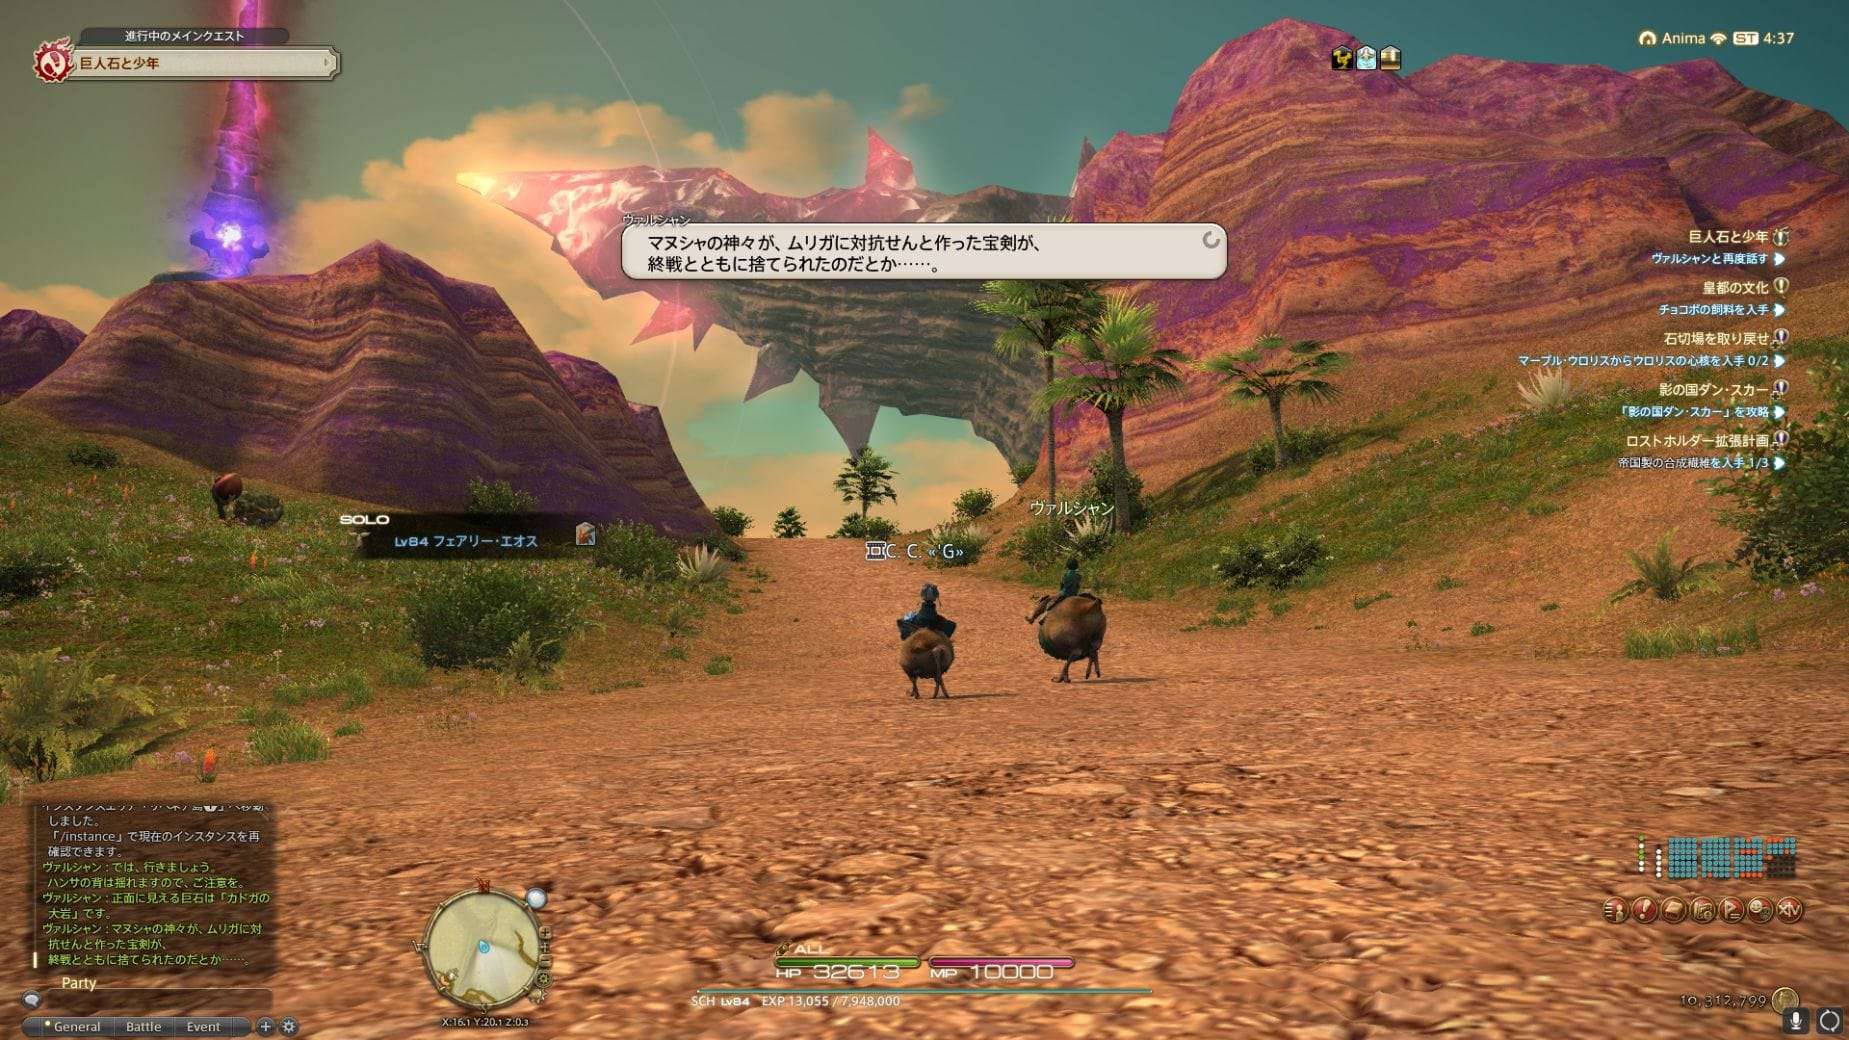 進行中のメインクエスト
巨人石と少年
Anima ST 4:37
ヴァルシャン
マヌシャの神々が、ムリガに対抗せんと作った宝剣が、
終戦とともに捨てられたのだとか……。
巨人石と少年
ヴァルシャンと再度話す
皇都の文化
チョコボの飼料を入手
石切場を取り戻せ
マーブル・ウロリスからウロリスの心核を入手 0/2
影の国ダン・スカー
「影の国ダン・スカー」を攻略
ロストホルダー拡張計画
帝国製の合成繊維を入手 1/3
SOLO
Lv84 フェアリー・エオス
ヴァルシャン
C. C. «'G»
しました。
「/instance」で現在のインスタンスを再
確認できます。
ヴァルシャン：では、行きましょう。
ハンサの背は揺れますので、ご注意を。
ヴァルシャン：正面に見える巨石は「カドガの
大岩」です。
ヴァルシャン：マヌシャの神々が、ムリガに対
抗せんと作った宝剣が、
終戦とともに捨てられたのだとか……。
Party
General Battle Event
X:16.1 Y:20.1 Z:0.3
ALL
HP 32613 MP 10000
SCH Lv84 EXP 13,055 / 7,948,000
XIV
10,312,799